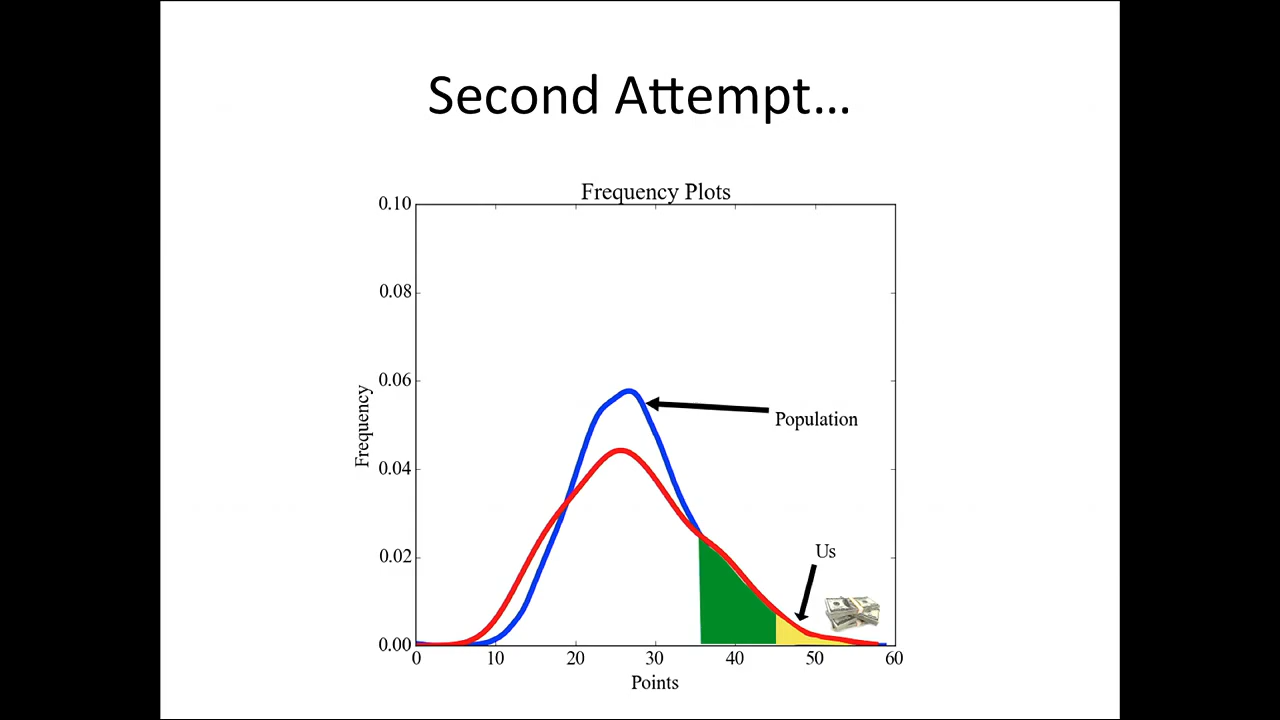 Second Attempt...
Frequency Plots
0.10
0.08
0.06
0.04
0.02
0.00
Frequency
Population
Us
0 10 20 30 40 50 60
Points